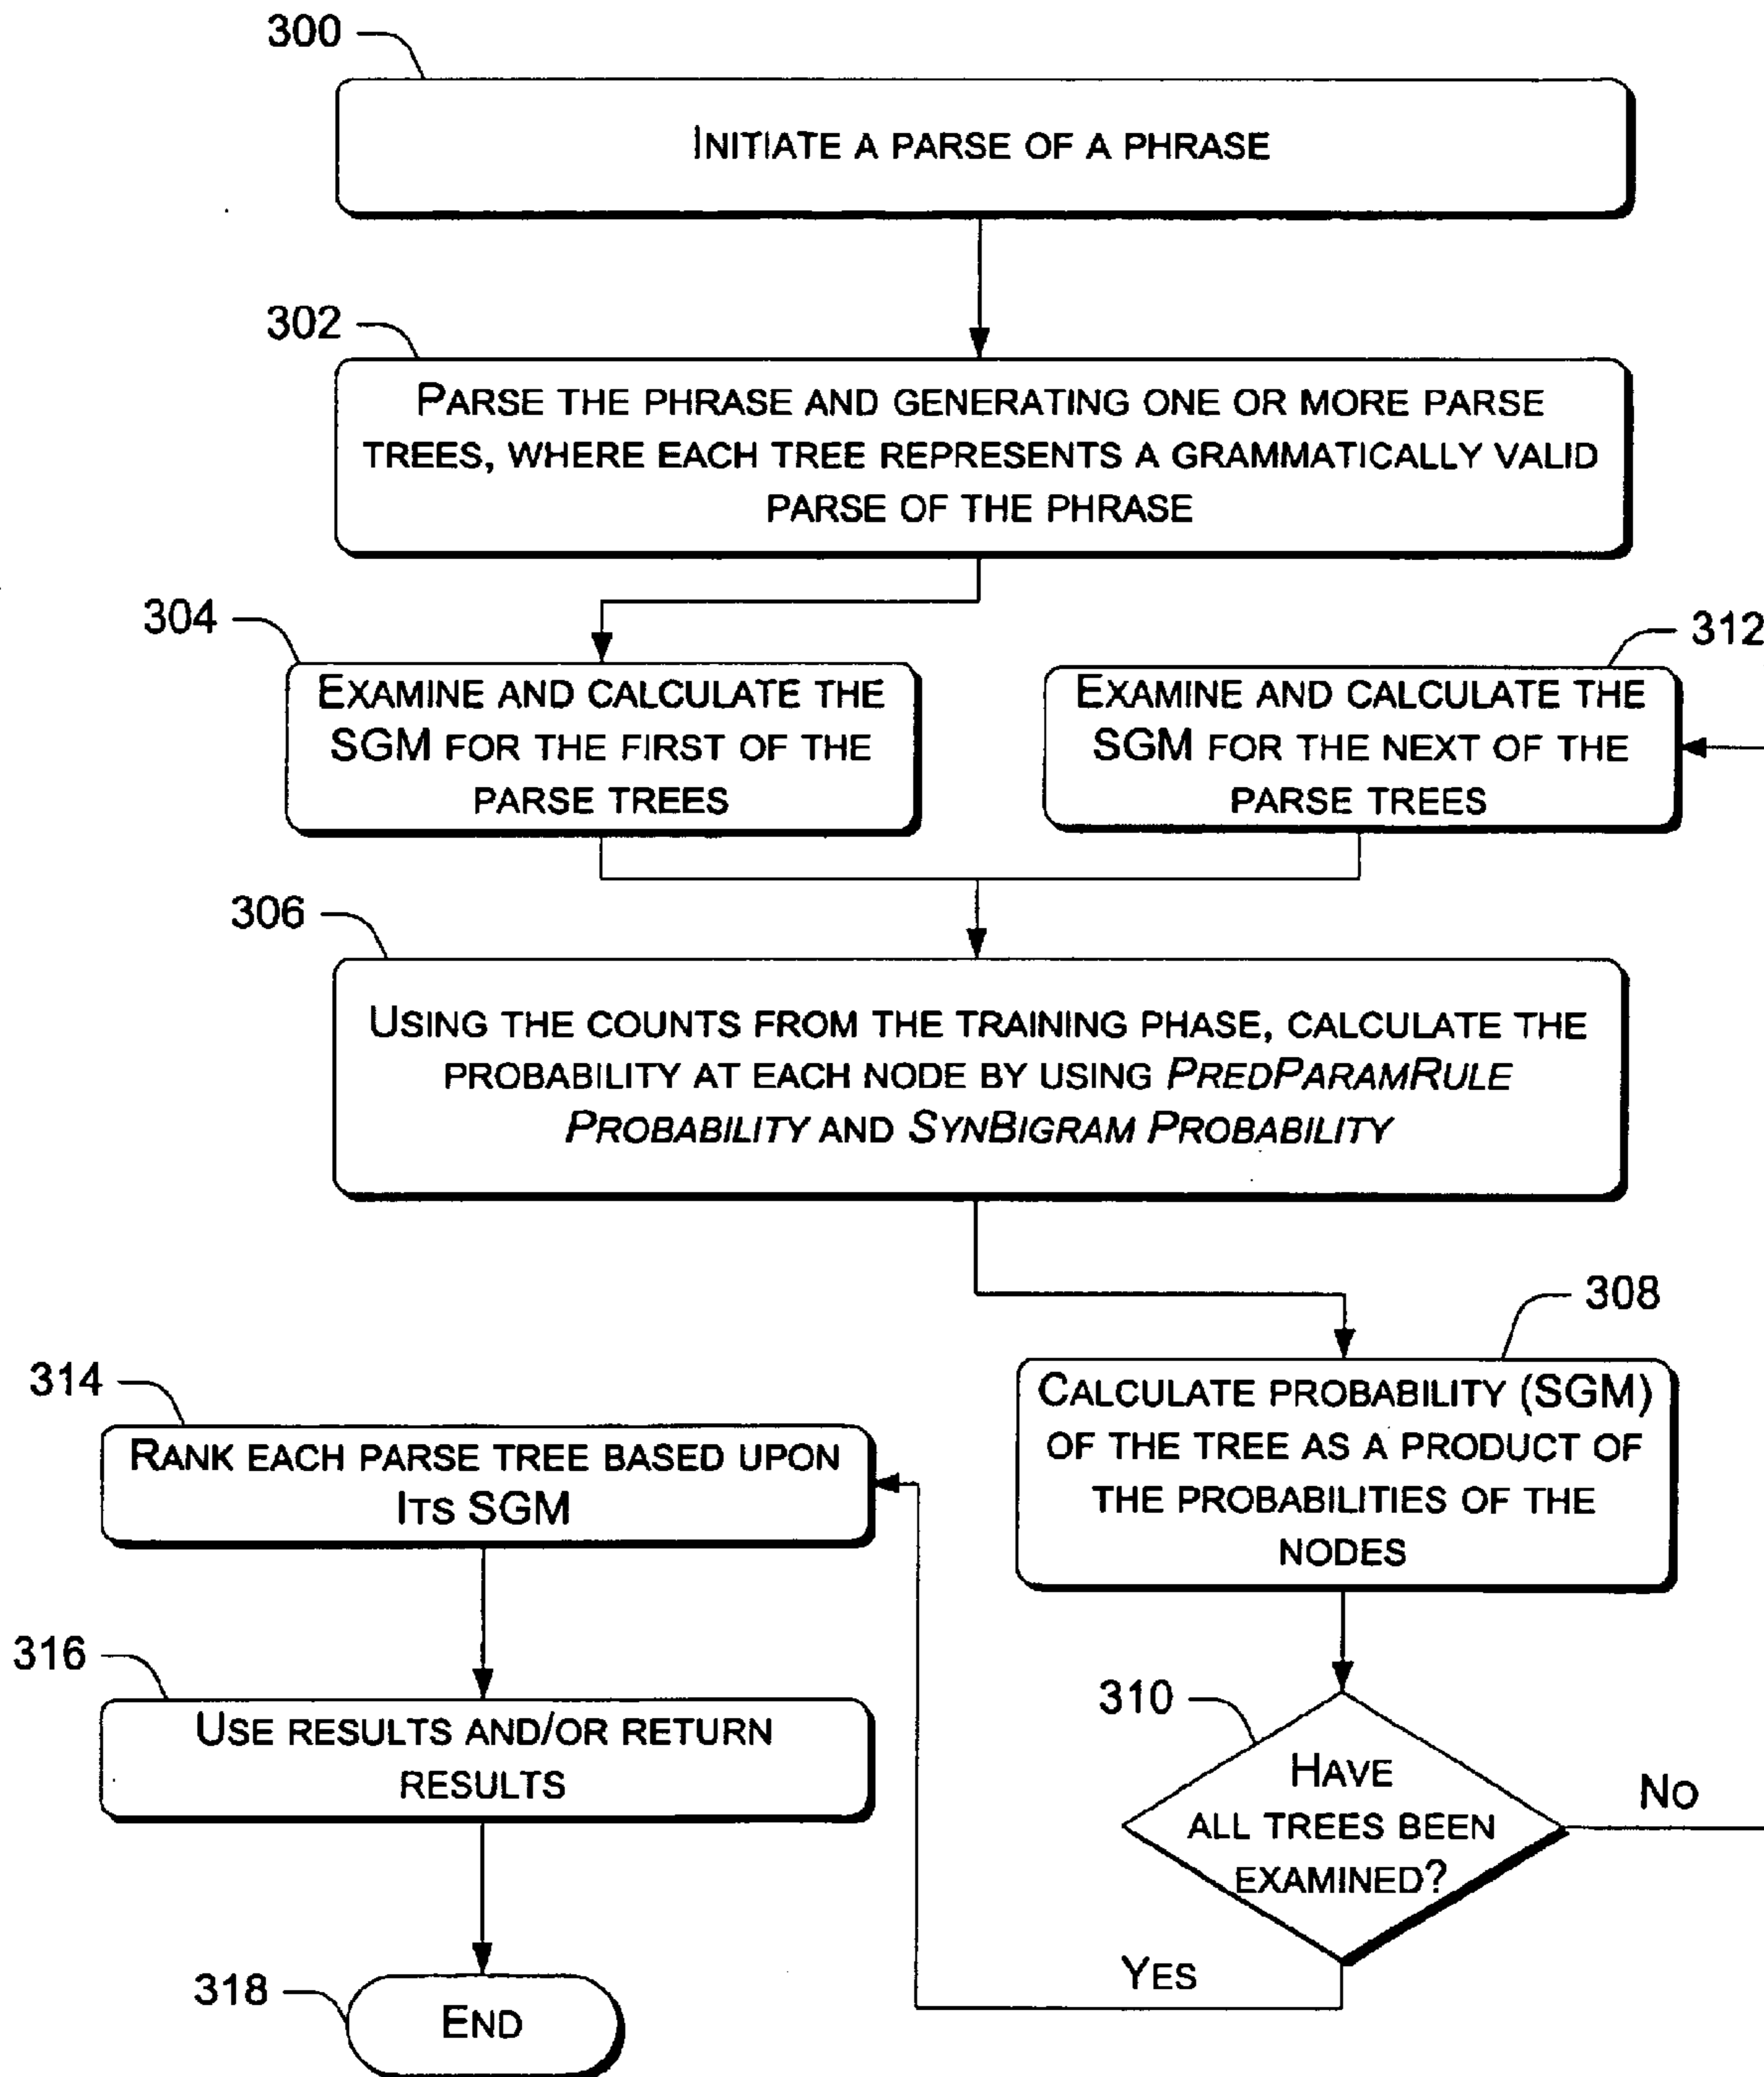 300
INITIATE A PARSE OF A PHRASE
302
PARSE THE PHRASE AND GENERATING ONE OR MORE PARSE
TREES, WHERE EACH TREE REPRESENTS A GRAMMATICALLY VALID
PARSE OF THE PHRASE
304
EXAMINE AND CALCULATE THE
SGM FOR THE FIRST OF THE
PARSE TREES
312
EXAMINE AND CALCULATE THE
SGM FOR THE NEXT OF THE
PARSE TREES
306
USING THE COUNTS FROM THE TRAINING PHASE, CALCULATE THE
PROBABILITY AT EACH NODE BY USING PREDPARAMRULE
PROBABILITY AND SYNBIGRAM PROBABILITY
308
CALCULATE PROBABILITY (SGM)
OF THE TREE AS A PRODUCT OF
THE PROBABILITIES OF THE
NODES
310
HAVE
ALL TREES BEEN
EXAMINED?
NO
YES
314
RANK EACH PARSE TREE BASED UPON
ITS SGM
316
USE RESULTS AND/OR RETURN
RESULTS
318
END